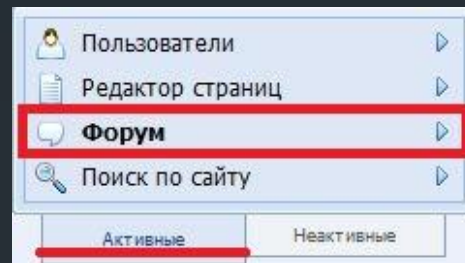 Пользователи
Редактор страниц
Форум
Поиск по сайту
Активные Неактивные